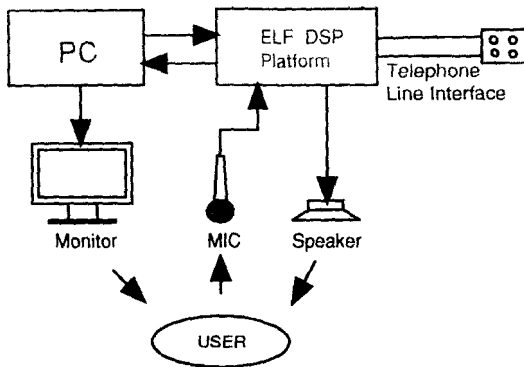 PC
ELF DSP
Platform
Telephone
Line Interface
Monitor
MIC
Speaker
USER